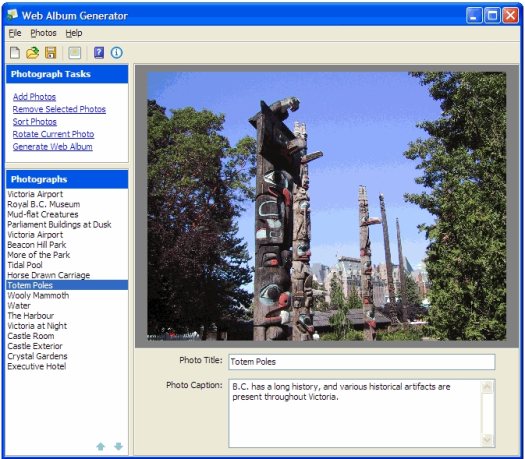 Web Album Generator
File Photos Help
Photograph Tasks
Add Photos
Remove Selected Photos
Sort Photos
Rotate Current Photo
Generate Web Album
Photographs
Victoria Airport
Royal B.C. Museum
Mud-flat Creatures
Parliament Buildings at Dusk
Victoria Airport
Beacon Hill Park
More of the Park
Tidal Pool
Horse Drawn Carriage
Totem Poles
Wooly Mammoth
Water
The Harbour
Victoria at Night
Castle Room
Castle Exterior
Crystal Gardens
Executive Hotel
Photo Title: Totem Poles
Photo Caption: B.C. has a long history, and various historical artifacts are
present throughout Victoria.